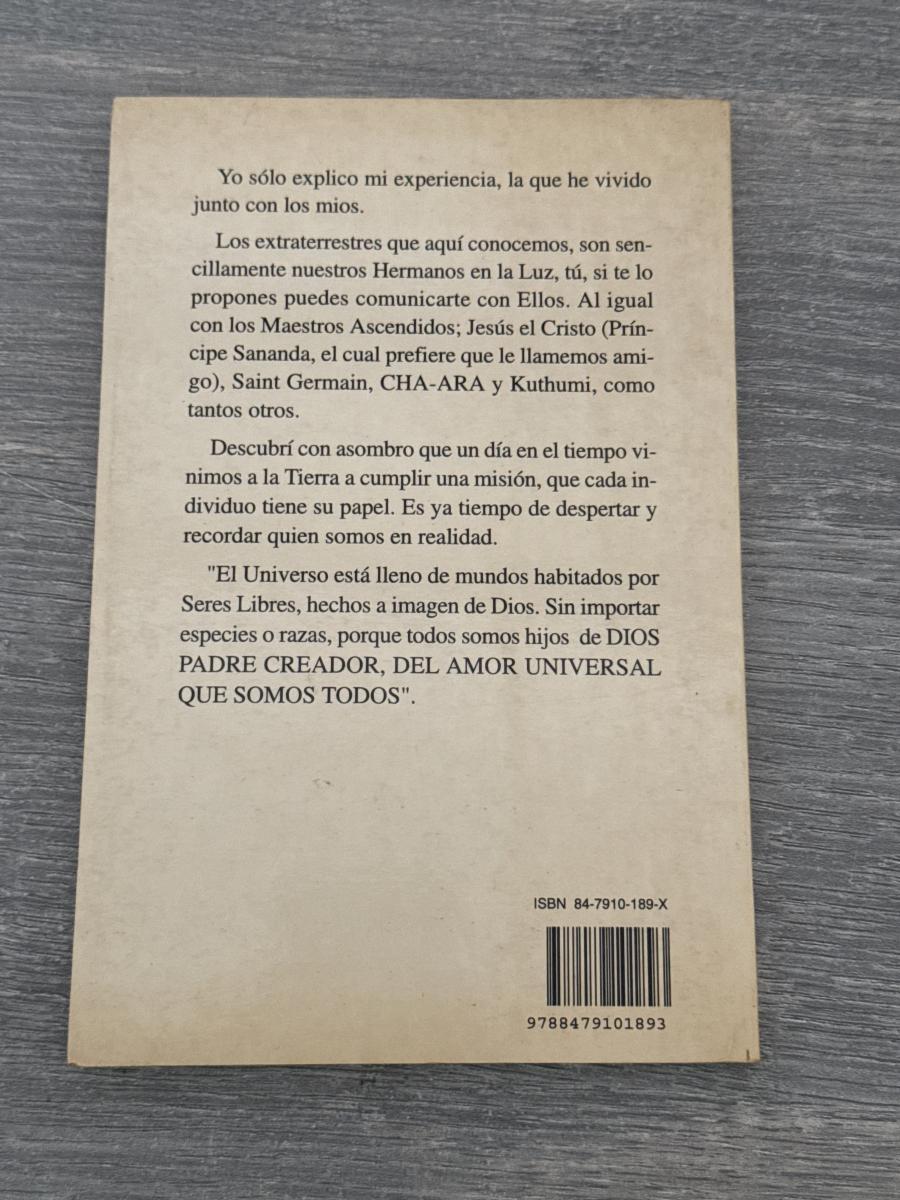 Yo sólo explico mi experiencia, la que he vivido
junto con los mios.
Los extraterrestres que aquí conocemos, son sen-
cillamente nuestros Hermanos en la Luz, tú, si te lo
propones puedes comunicarte con Ellos. Al igual
con los Maestros Ascendidos; Jesús el Cristo (Prín-
cipe Sananda, el cual prefiere que le llamemos ami-
go), Saint Germain, CHA-ARA y Kuthumi, como
tantos otros.
Descubrí con asombro que un día en el tiempo vi-
nimos a la Tierra a cumplir una misión, que cada in-
dividuo tiene su papel. Es ya tiempo de despertar y
recordar quien somos en realidad.
"El Universo está lleno de mundos habitados por
Seres Libres, hechos a imagen de Dios. Sin importar
especies o razas, porque todos somos hijos de DIOS
PADRE CREADOR, DEL AMOR UNIVERSAL
QUE SOMOS TODOS".
ISBN 84-7910-189-X
9788479101893